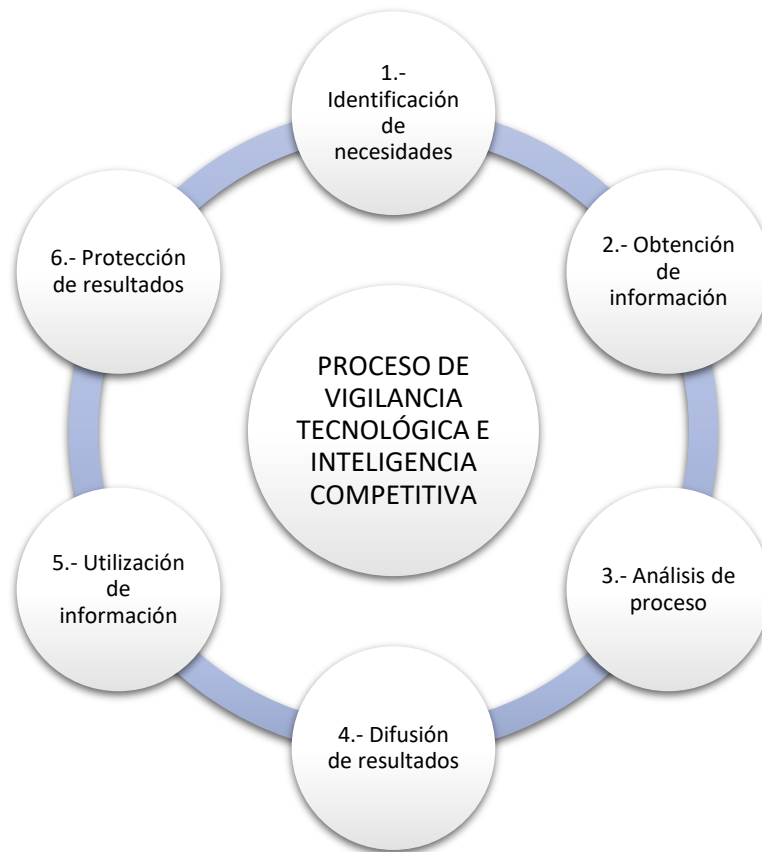 1.-
Identificación
de
necesidades
2.- Obtención
de
información
3.- Análisis de
proceso
4.- Difusión
de resultados
5.- Utilización
de
información
6.- Protección
de resultados
PROCESO DE
VIGILANCIA
TECNOLÓGICA E
INTELIGENCIA
COMPETITIVA